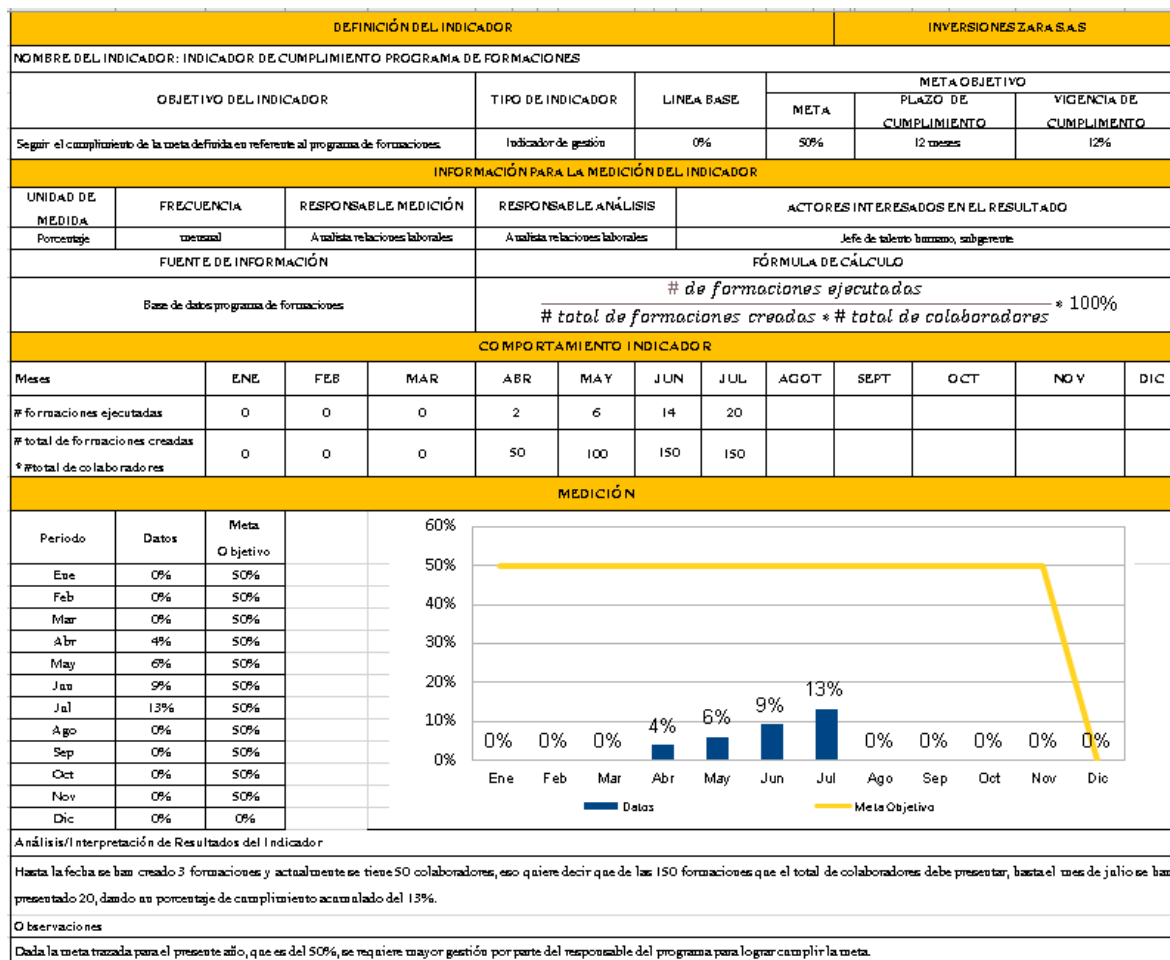 DEFINICIÓN DEL INDICADOR INVERSIONES ZARA S.A.S
NOMBRE DEL INDICADOR: INDICADOR DE CUMPLIMIENTO PROGRAMA DE FORMACIONES
OBJETIVO DEL INDICADOR TIPO DE INDICADOR LINEA BASE META OBJETIVO
META PLAZO DE CUMPLIMIENTO VIGENCIA DE CUMPLIMENTO
Seguir el cumplimiento de la meta definida en referente al programa de formaciones. Indicador de gestión 0% 50% 12 meses 12%
INFORMACIÓN PARA LA MEDICIÓN DEL INDICADOR
UNIDAD DE MEDIDA FRECUENCIA RESPONSABLE MEDICIÓN RESPONSABLE ANÁLISIS ACTORES INTERESADOS EN EL RESULTADO
Porcentaje mensual Analista relaciones laborales Analista relaciones laborales Jefe de talento humano, subgerente
FUENTE DE INFORMACIÓN FÓRMULA DE CÁLCULO
Base de datos programa de formaciones
# de formaciones ejecutadas
# total de formaciones creadas * # total de colaboradores
* 100%
COMPORTAMIENTO INDICADOR
Meses ENE FEB MAR ABR MAY JUN JUL AGOT SEPT OCT NOV DIC
# formaciones ejecutadas 0 0 0 2 6 14 20
# total de formaciones creadas
* #total de colaboradores 0 0 0 50 100 150 150
MEDICIÓN
Periodo Datos Meta Objetivo
Ene 0% 50%
Feb 0% 50%
Mar 0% 50%
Abr 4% 50%
May 6% 50%
Jun 9% 50%
Jul 13% 50%
Ago 0% 50%
Sep 0% 50%
Oct 0% 50%
Nov 0% 50%
Dic 0% 0%
60%
50%
40%
30%
20%
10%
0%
0% 0% 0% 4% 6% 9% 13% 0% 0% 0% 0% 0%
Ene Feb Mar Abr May Jun Jul Ago Sep Oct Nov Dic
Datos Meta Objetivo
Análisis/Interpretación de Resultados del Indicador
Hasta la fecha se han creado 3 formaciones y actualmente se tiene 50 colaboradores, eso quiere decir que de las 150 formaciones que el total de colaboradores debe presentar, hasta el mes de julio se han
presentado 20, dando un porcentaje de cumplimiento acumulado del 13%.
Observaciones
Dada la meta trazada para el presente año, que es del 50%, se requiere mayor gestión por parte del responsable del programa para lograr cumplir la meta.